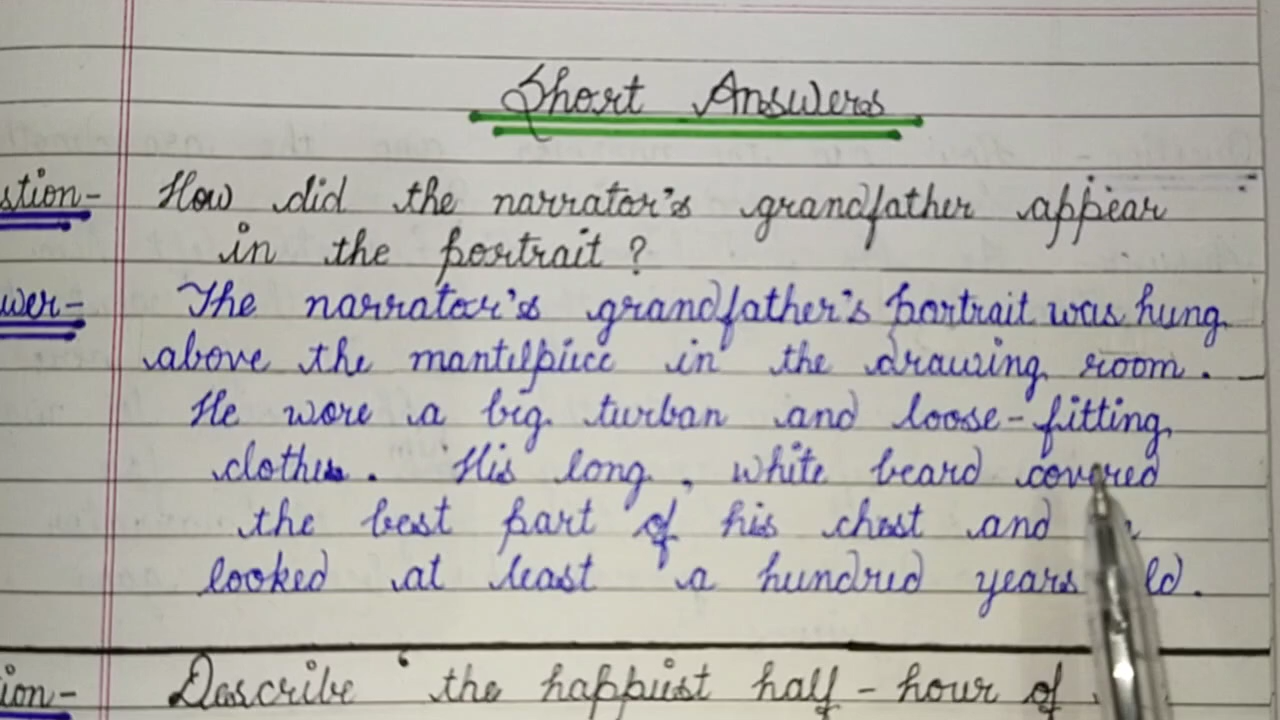 Short Answers
stion- How did the narrator's grandfather appear
in the portrait ?
wer- The narrator's grandfather's portrait was hung
above the mantelpiece in the drawing room.
He wore a big turban and loose-fitting
clothes. His long, white beard covered
the best part of his chest and
looked at least a hundred years ld.
ion- Describe the happiest half-hour of